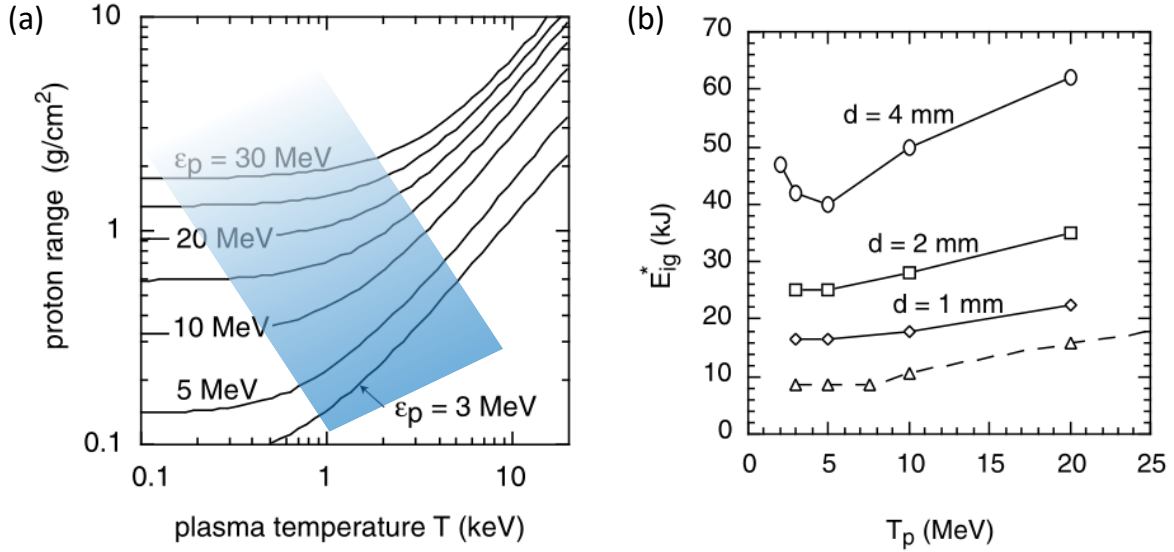 (a)
10
1
0.1
proton range (g/cm²)
εp = 30 MeV
20 MeV
10 MeV
5 MeV
εp = 3 MeV
0.1
1
10
plasma temperature T (keV)
(b)
70
60
50
40
30
20
10
0
E*ig (kJ)
d = 4 mm
d = 2 mm
d = 1 mm
0
5
10
15
20
25
Tp (MeV)